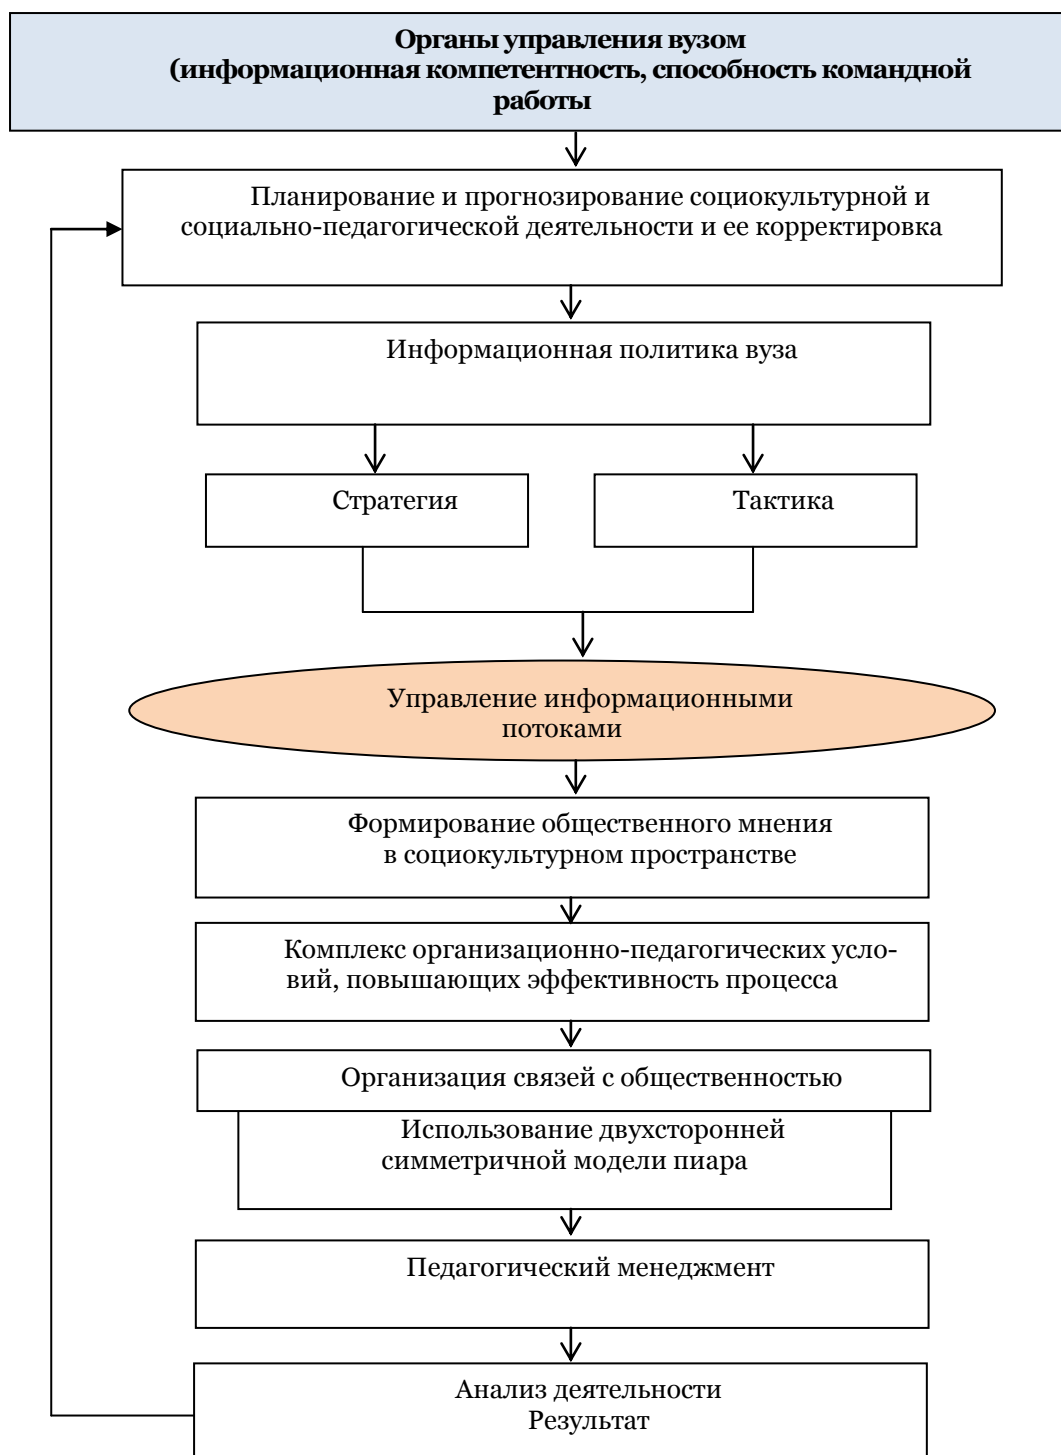 Органы управления вузом
(информационная компетентность, способность командной
работы
Планирование и прогнозирование социокультурной и
социально-педагогической деятельности и ее корректировка
Информационная политика вуза
Стратегия
Тактика
Управление информационными
потоками
Формирование общественного мнения
в социокультурном пространстве
Комплекс организационно-педагогических усло-
вий, повышающих эффективность процесса
Организация связей с общественностью
Использование двухсторонней
симметричной модели пиара
Педагогический менеджмент
Анализ деятельности
Результат